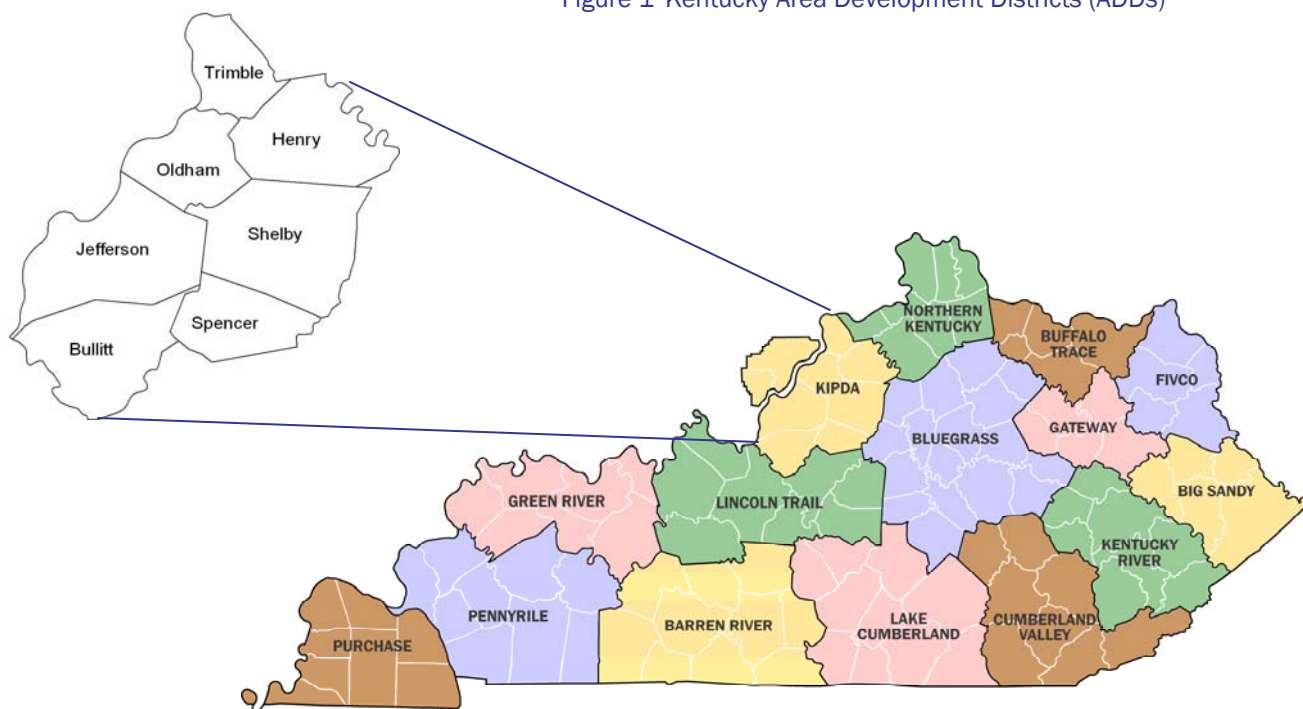 Figure 1 Kentucky Area Development Districts (ADDs)
Trimble
Henry
Oldham
Shelby
Jefferson
Spencer
Bullitt
NORTHERN
KENTUCKY
BUFFALO
TRACE
FIVCO
KIPDA
GATEWAY
BLUEGRASS
BIG SANDY
GREEN RIVER
LINCOLN TRAIL
KENTUCKY
RIVER
PENNYRILE
BARREN RIVER
LAKE
CUMBERLAND
CUMBERLAND
VALLEY
PURCHASE